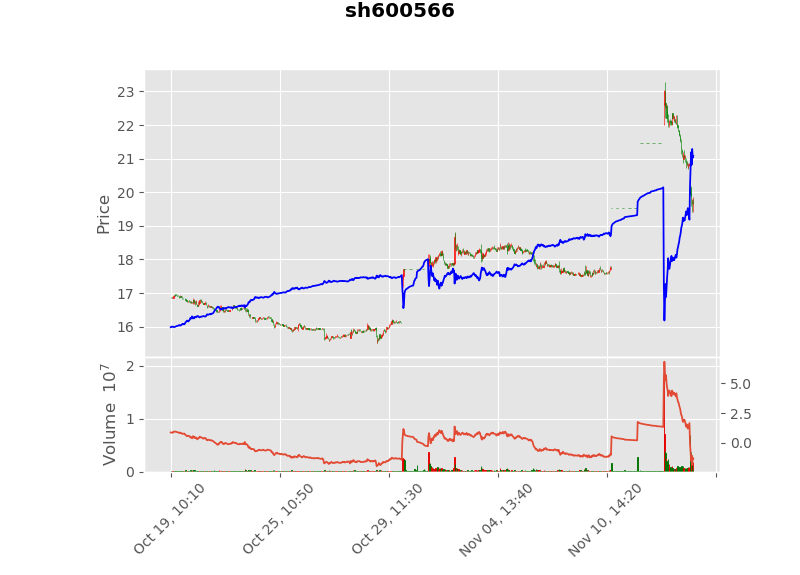 sh600566
23
22
21
20
19
18
17
16
Price
2
1
0
Volume 10^7
5.0
2.5
0.0
Oct 19, 10:10
Oct 25, 10:50
Oct 29, 11:30
Nov 04, 13:40
Nov 10, 14:20